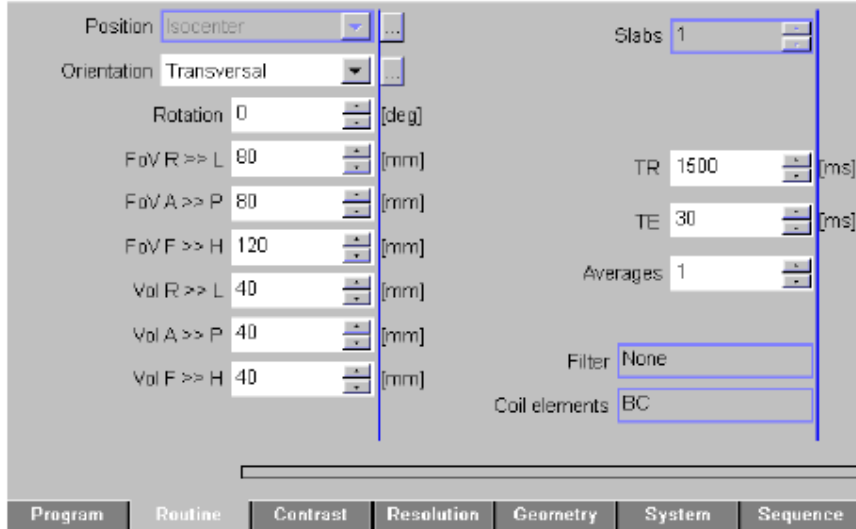 Position Isocenter ... Slabs 1
Orientation Transversal ...
Rotation 0 [deg]
FoV R >> L 80 [mm] TR 1500 [ms]
FoV A >> P 80 [mm] TE 30 [ms]
FoV F >> H 120 [mm] Averages 1
Vol R >> L 40 [mm]
Vol A >> P 40 [mm] Filter None
Vol F >> H 40 [mm] Coil elements BC
Program Routine Contrast Resolution Geometry System Sequence